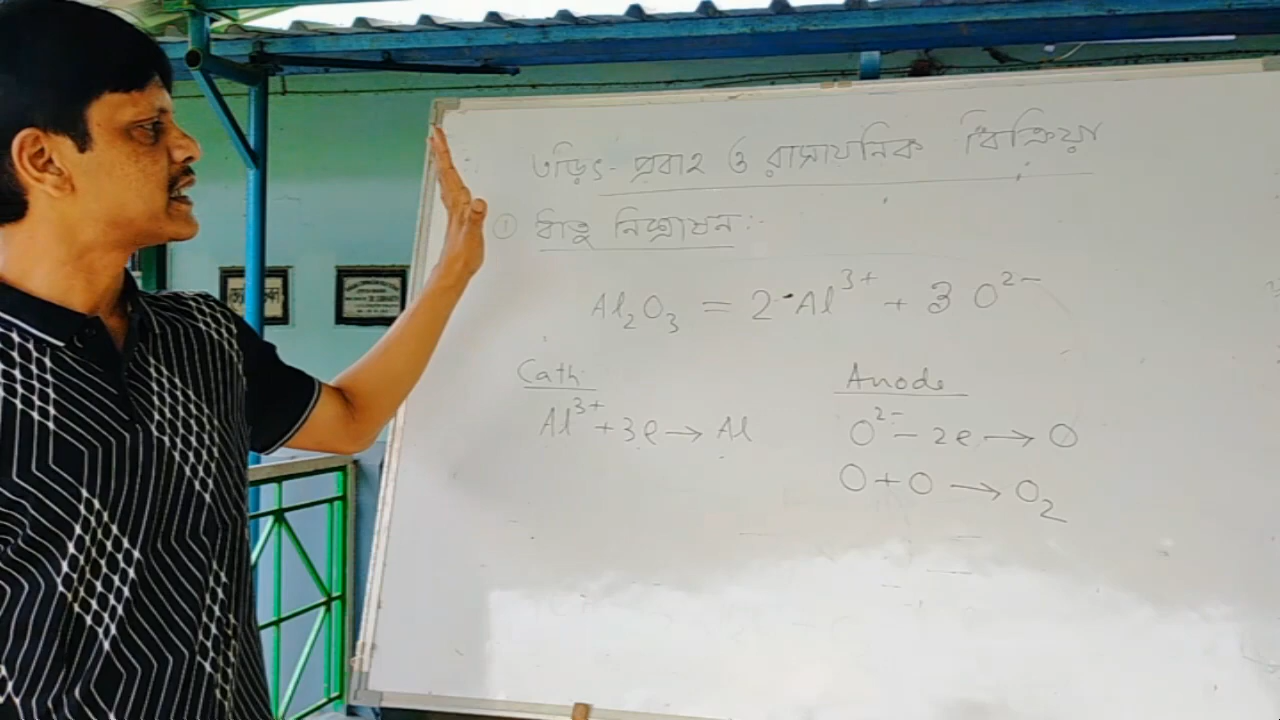 তড়িৎ-প্রবাহ ও রাসায়নিক বিক্রিয়া
① ধাতু নিষ্কাশন:-
Al₂O₃ = 2·Al³⁺ + 3 O²⁻
Cath. Anode
Al³⁺ + 3e → Al O²⁻ - 2e → O
O + O → O₂